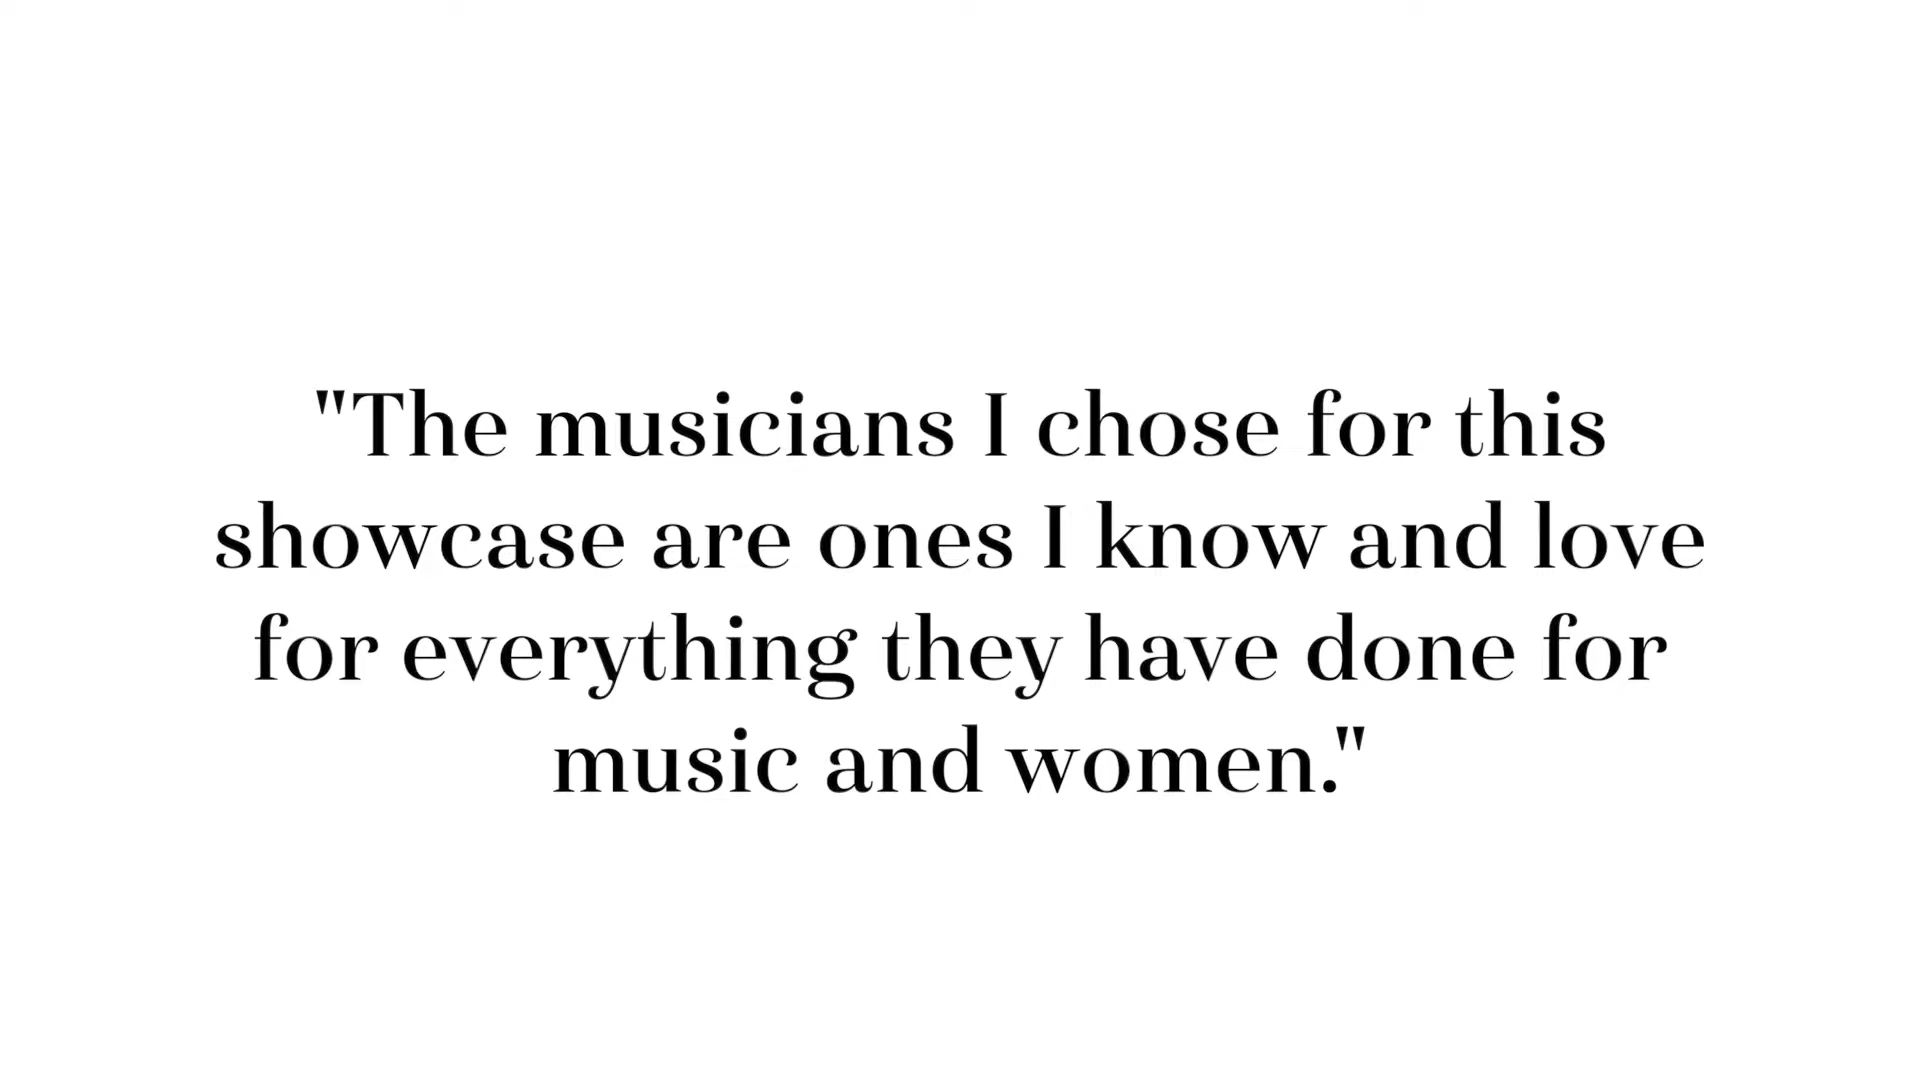 "The musicians I chose for this
showcase are ones I know and love
for everything they have done for
music and women."